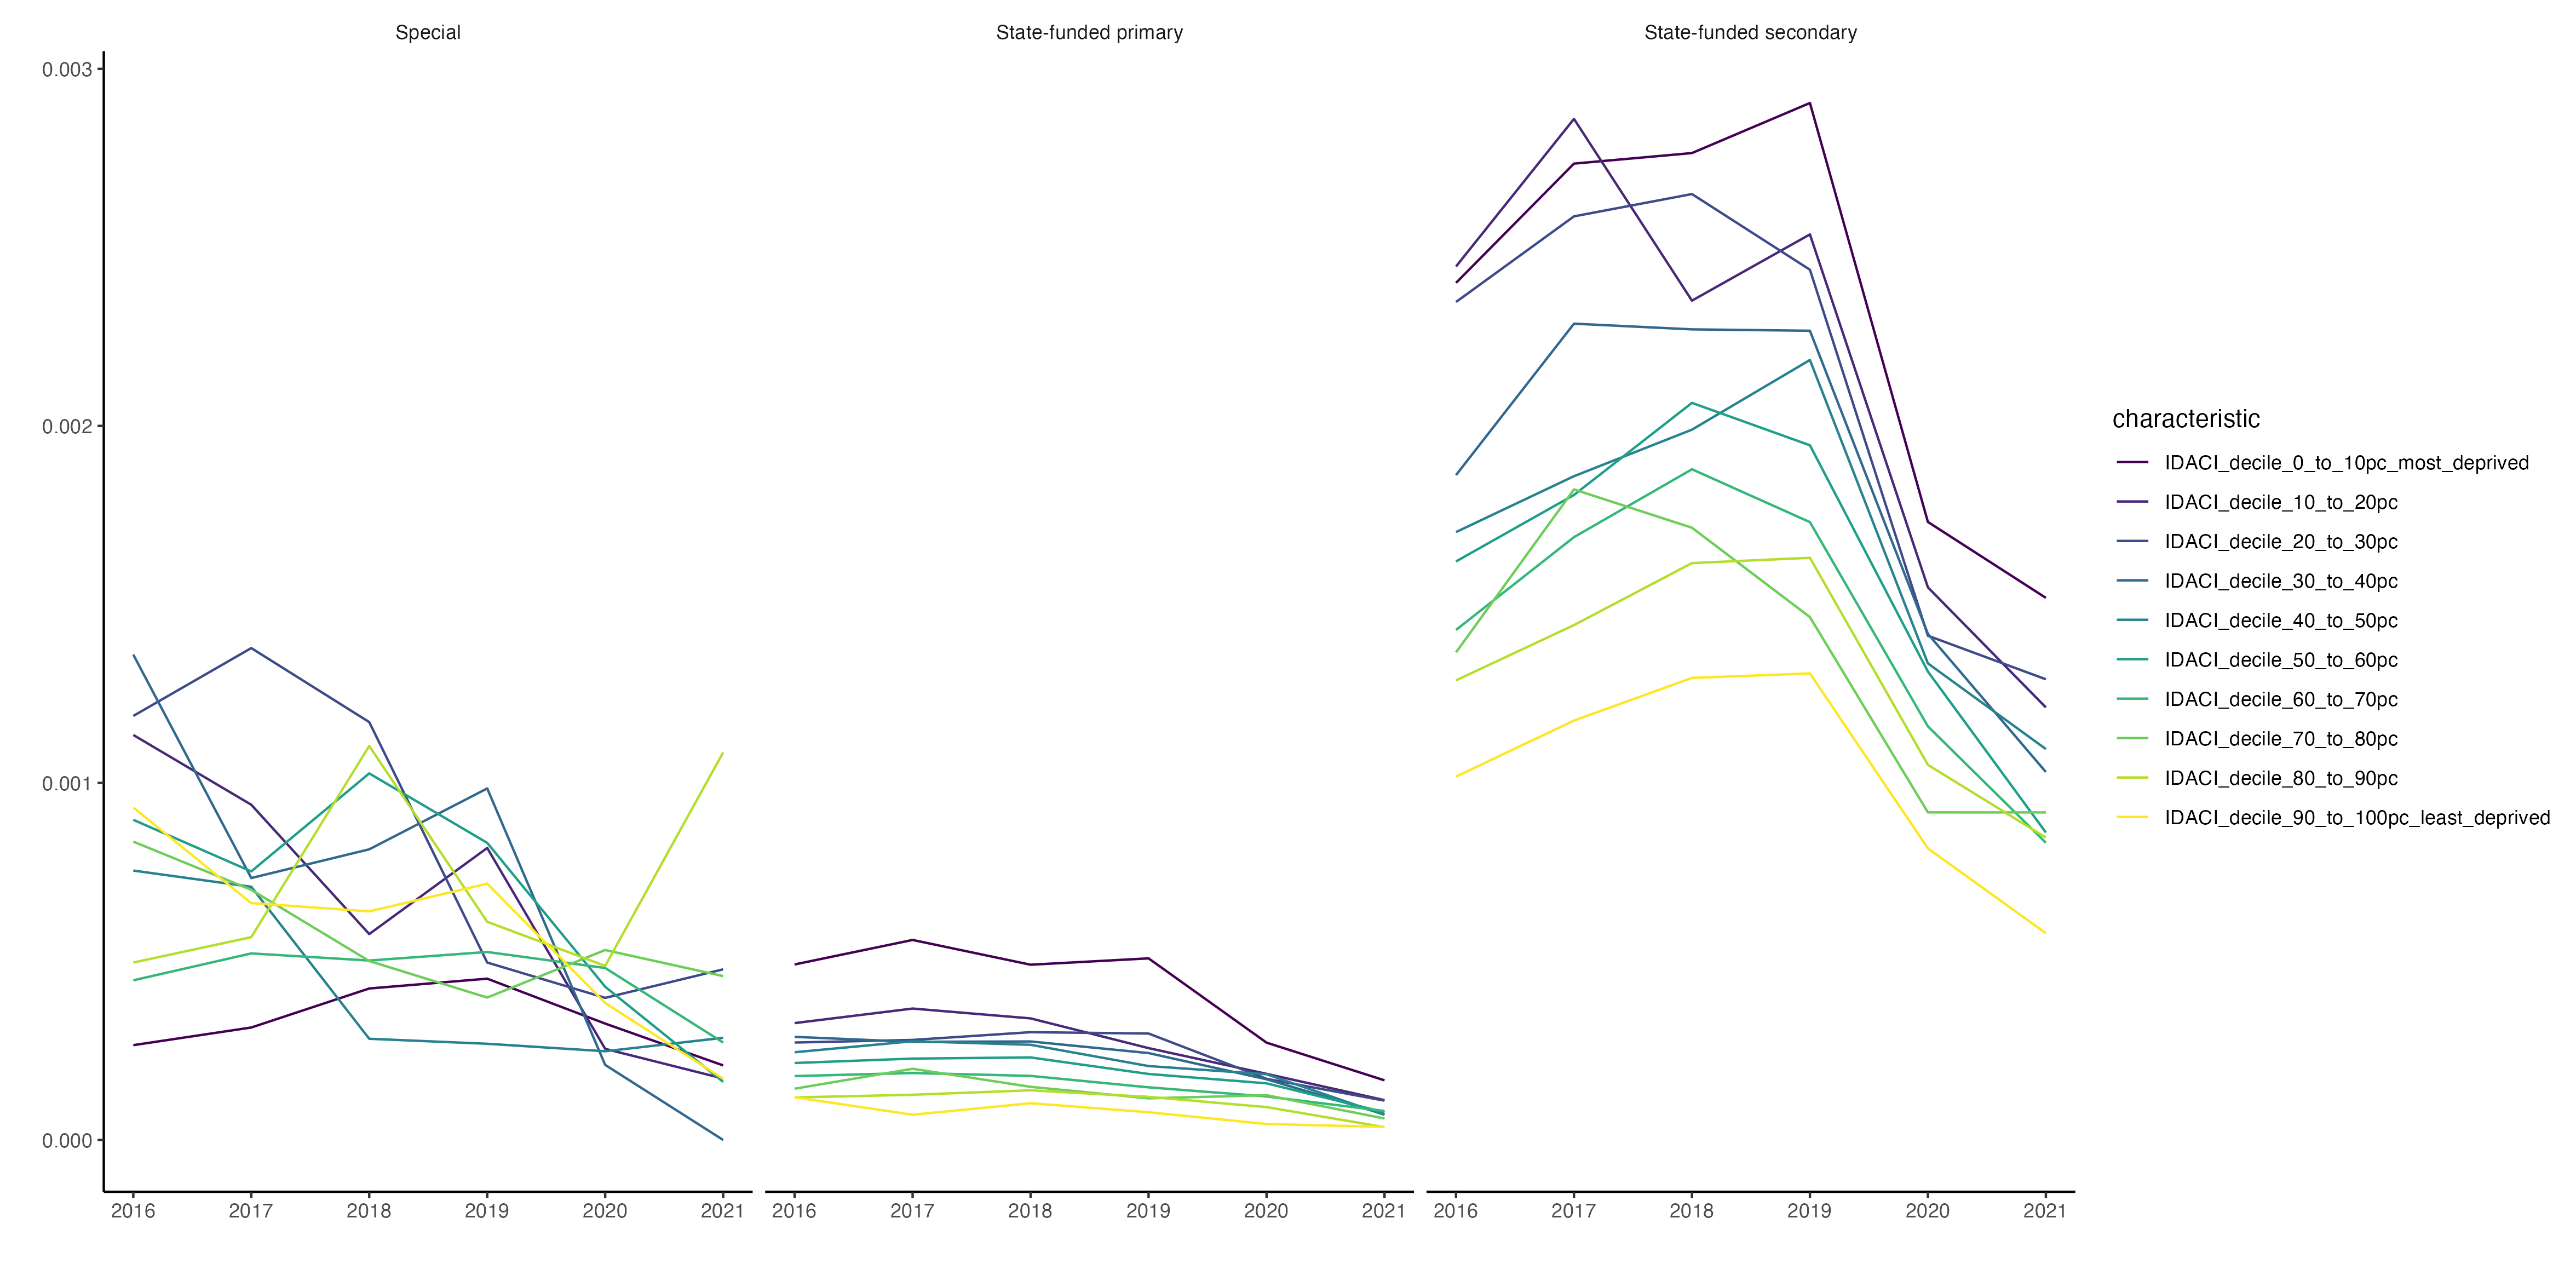 Special State-funded primary State-funded secondary
0.003
0.002
0.001
0.000
2016 2017 2018 2019 2020 2021 2016 2017 2018 2019 2020 2021 2016 2017 2018 2019 2020 2021
characteristic
IDACI_decile_0_to_10pc_most_deprived
IDACI_decile_10_to_20pc
IDACI_decile_20_to_30pc
IDACI_decile_30_to_40pc
IDACI_decile_40_to_50pc
IDACI_decile_50_to_60pc
IDACI_decile_60_to_70pc
IDACI_decile_70_to_80pc
IDACI_decile_80_to_90pc
IDACI_decile_90_to_100pc_least_deprived